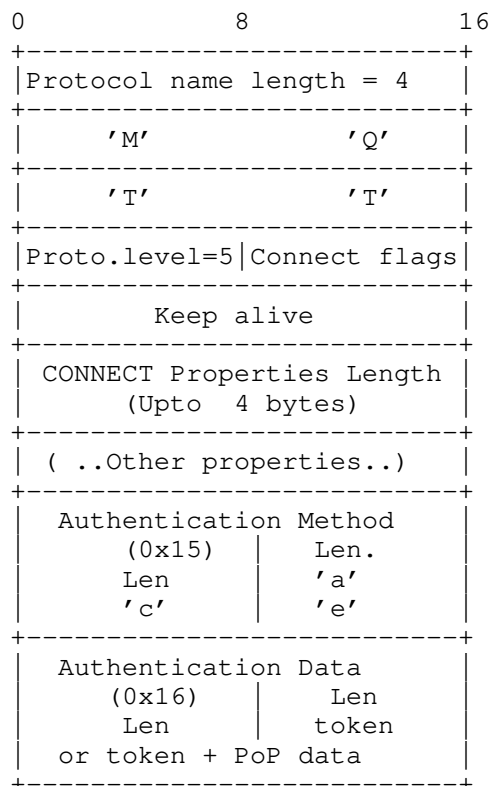 0 8 16
+---------------------------+
|Protocol name length = 4 |
+---------------------------+
| 'M' 'Q' |
+---------------------------+
| 'T' 'T' |
+---------------------------+
|Proto.level=5|Connect flags|
+---------------------------+
| Keep alive |
+---------------------------+
| CONNECT Properties Length |
| (Upto 4 bytes) |
+---------------------------+
| ( ..Other properties..) |
+---------------------------+
| Authentication Method |
| (0x15) | Len. |
| Len | 'a' |
| 'c' | 'e' |
+---------------------------+
| Authentication Data |
| (0x16) | Len |
| Len | token |
| or token + PoP data |
+---------------------------+